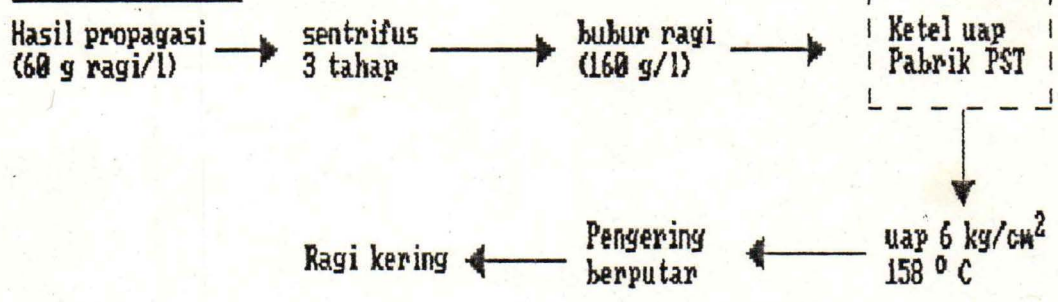 Hasil propagasi
(60 g ragi/l)
sentrifus
3 tahap
bubur ragi
(160 g/l)
Ketel uap
Pabrik PST
uap 6 kg/cm²
158 ° C
Pengering
berputar
Ragi kering